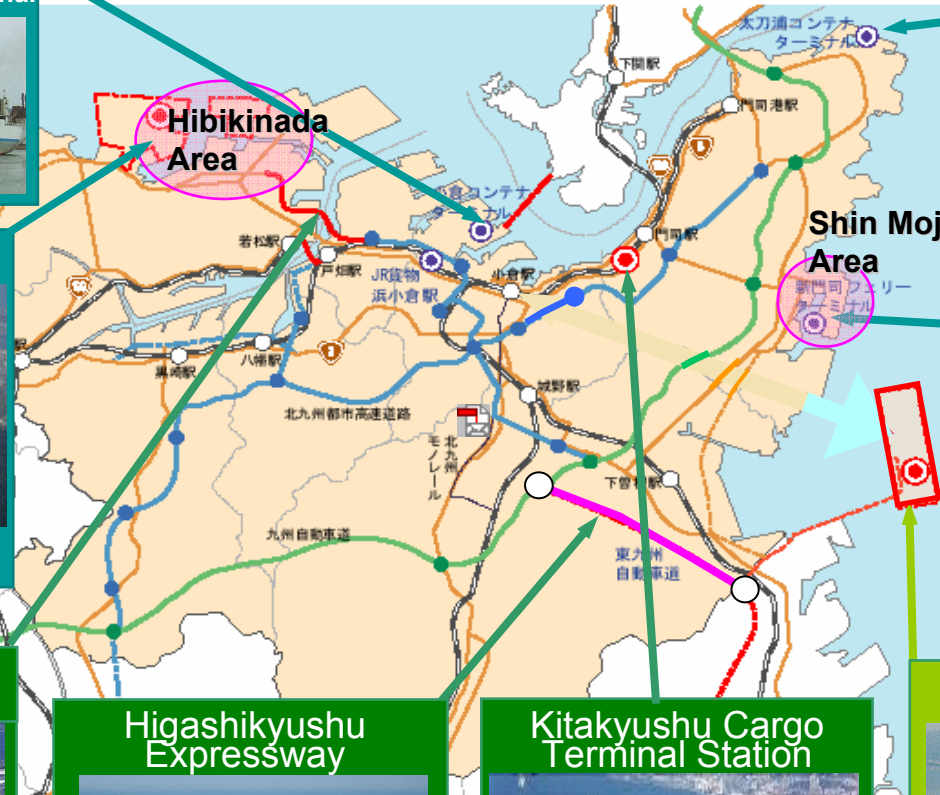 太刀浦コンテナ
ターミナル
下関駅
門司港駅
Hibikinada
Area
小倉コンテナ
ターミナル
若松駅
戸畑駅
JR貨物
浜小倉駅
小倉駅
門司駅
Shin Moj
Area
新門司フェリー
ターミナル
黒崎駅
八幡駅
3
城野駅
北九州都市高速道路
北九州
モノレール
下曽根駅
九州自動車道
東九州
自動車道
Higashikyushu
Expressway
Kitakyushu Cargo
Terminal Station